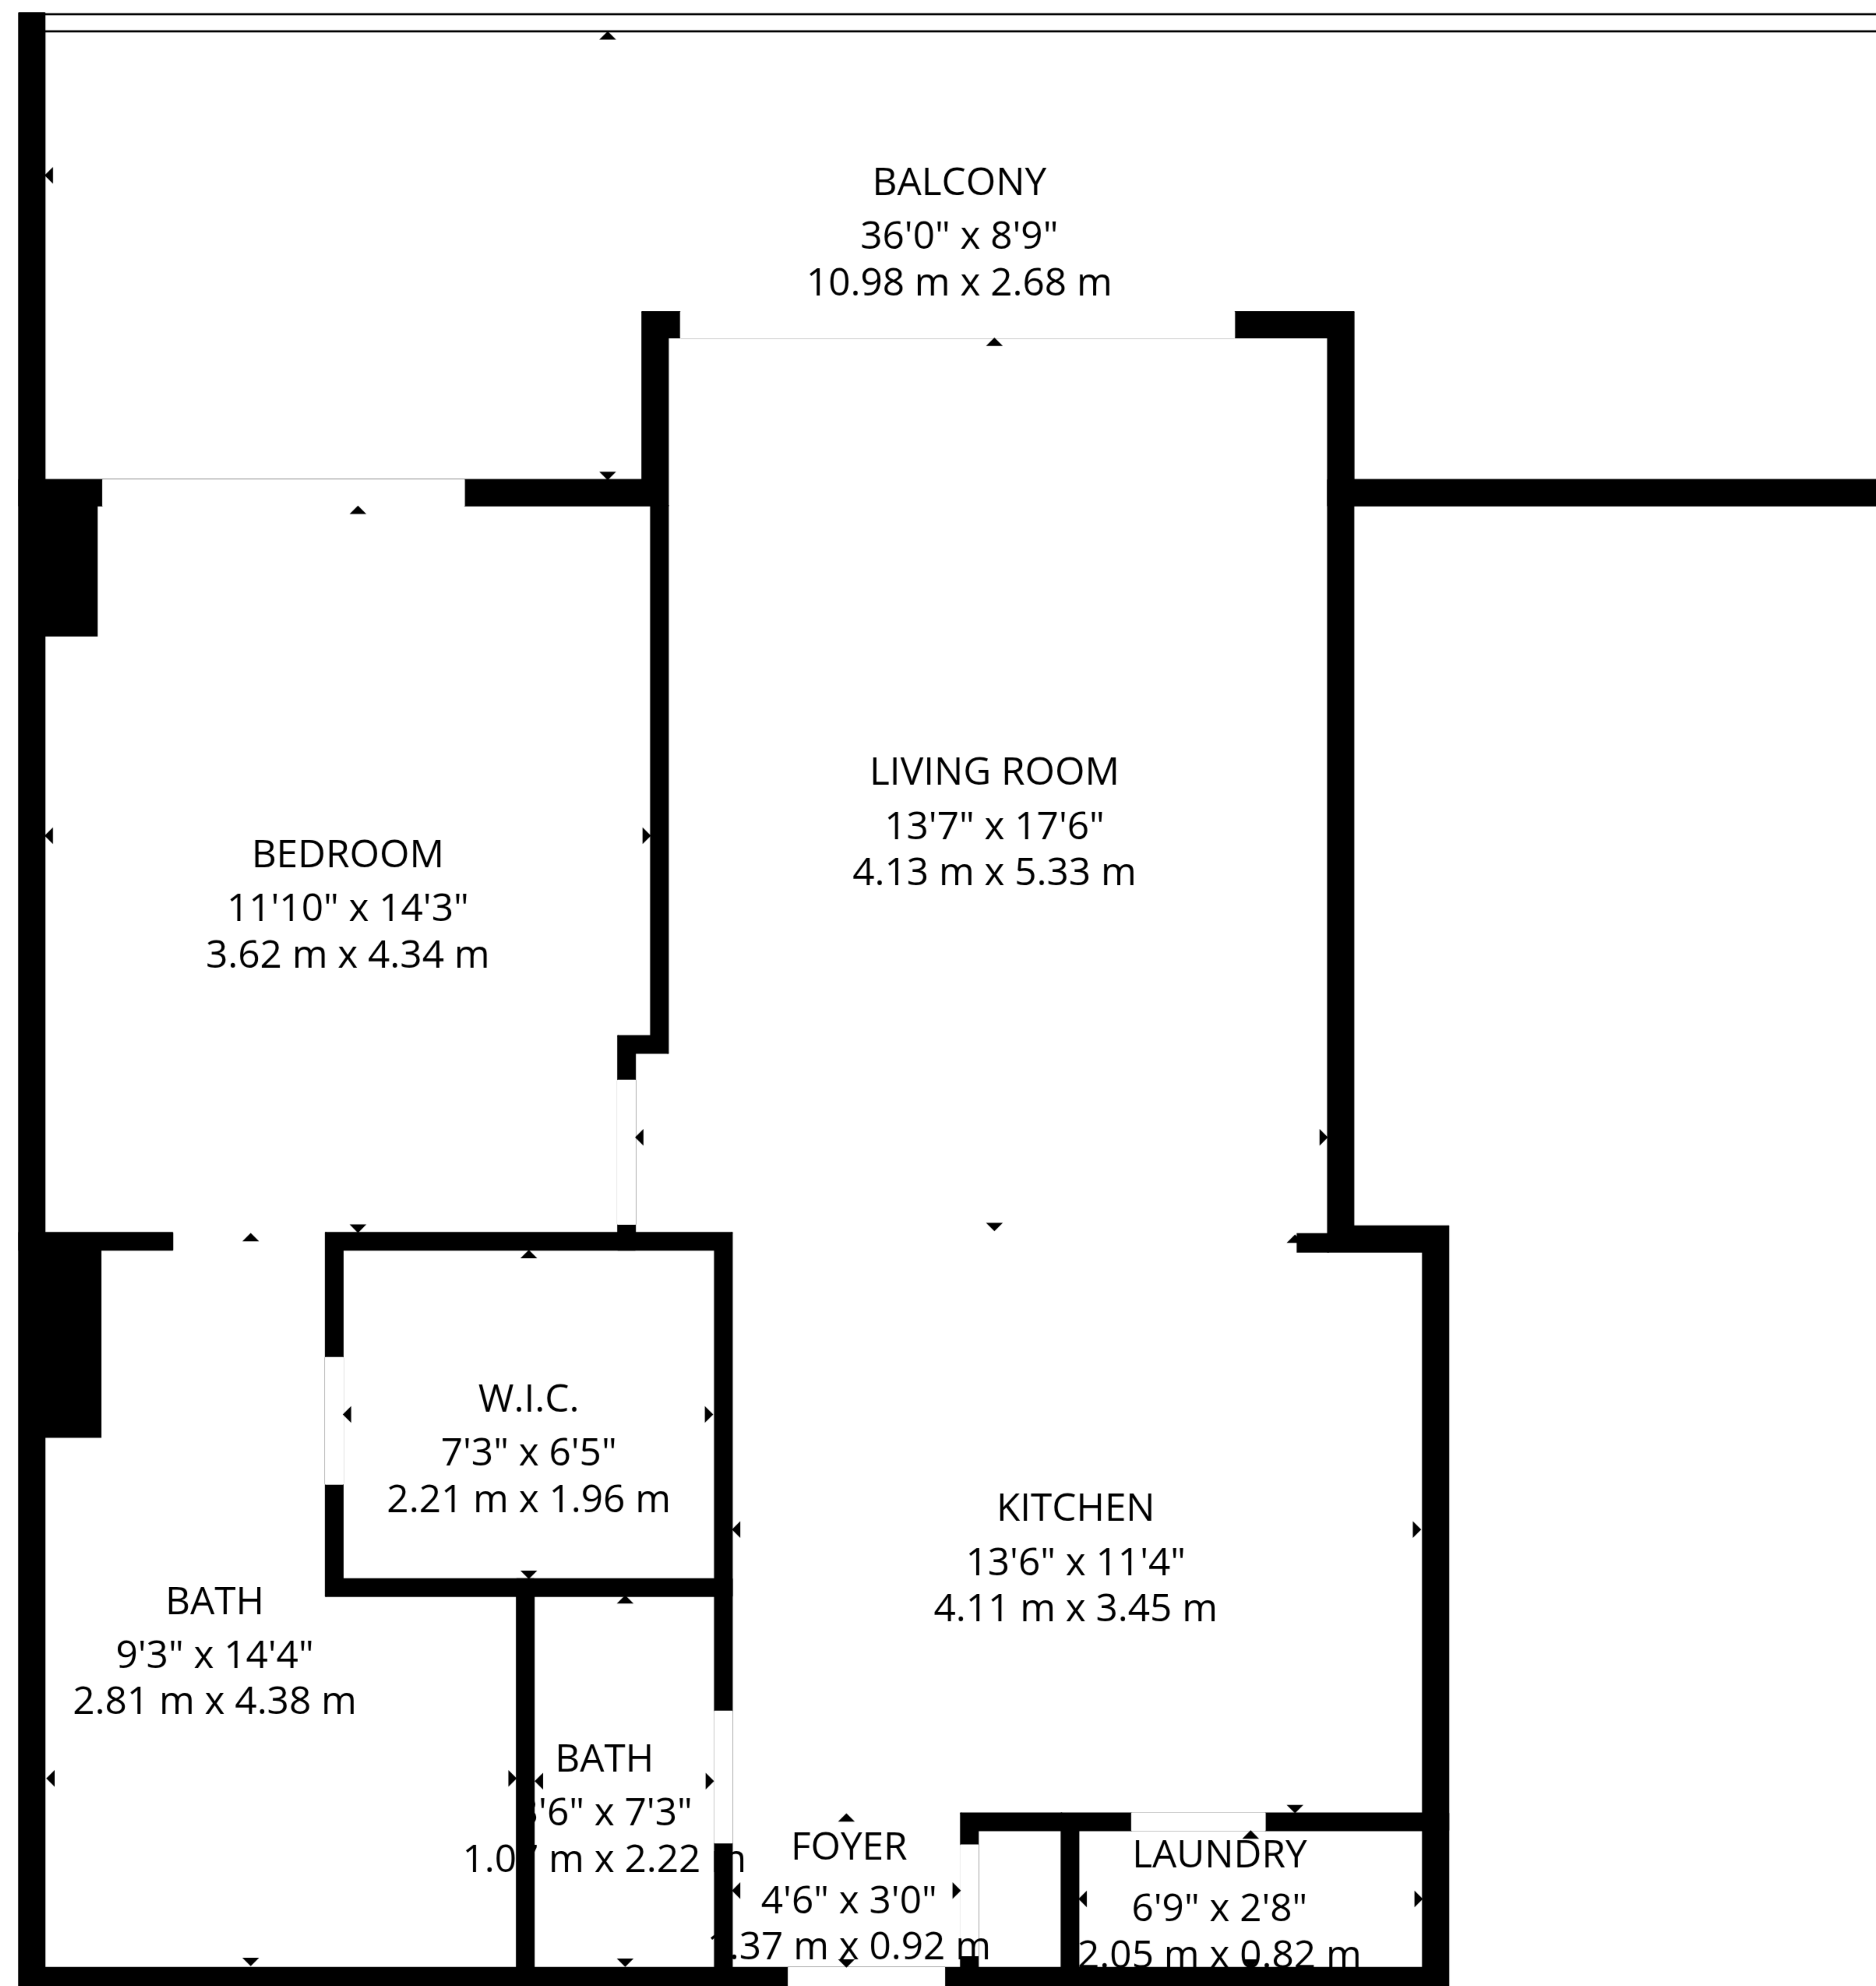 BALCONY
36'0" x 8'9"
10.98 m x 2.68 m
LIVING ROOM
13'7" x 17'6"
4.13 m x 5.33 m
BEDROOM
11'10" x 14'3"
3.62 m x 4.34 m
W.I.C.
7'3" x 6'5"
2.21 m x 1.96 m
KITCHEN
13'6" x 11'4"
4.11 m x 3.45 m
BATH
9'3" x 14'4"
2.81 m x 4.38 m
BATH
x 7'3"
m x 2.22 m
FOYER
4'6" x 3'0"
m x 0.92 m
LAUNDRY
6'9" x 2'8"
2.05 m x 0.82 m